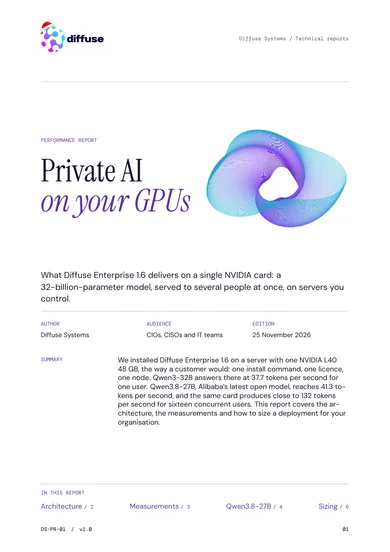 diffuse
Diffuse Systems / Technical reports
PERFORMANCE REPORT
Private AI
on your GPUs
What Diffuse Enterprise 1.6 delivers on a single NVIDIA card: a
32-billion-parameter model, served to several people at once, on servers you
control.
AUTHOR
AUDIENCE
EDITION
Diffuse Systems
CIOs, CISOs and IT teams
25 November 2026
SUMMARY
We installed Diffuse Enterprise 1.6 on a server with one NVIDIA L40
48 GB, the way a customer would: one install command, one licence,
one node. Qwen3-32B answers there at 37.7 tokens per second for
one user. Qwen3.8-27B, Alibaba's latest open model, reaches 41.3 to-
kens per second, and the same card produces close to 132 tokens
per second for sixteen concurrent users. This report covers the ar-
chitecture, the measurements and how to size a deployment for your
organisation.
IN THIS REPORT
Architecture / 2
Measurements / 3
Qwen3.8-27B / 4
Sizing / 6
DS-PR-01 / v1.0
01